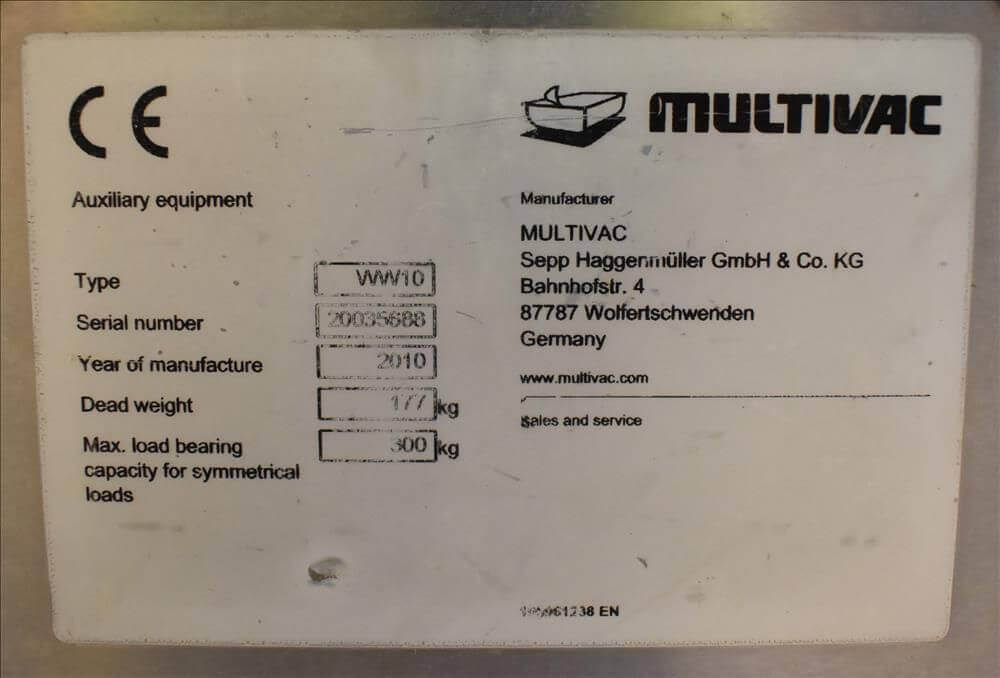 CE
MULTIVAC
Auxiliary equipment
Type WW10
Serial number 20035688
Year of manufacture 2010
Dead weight 177 kg
Max. load bearing 300 kg
capacity for symmetrical
loads
Manufacturer
MULTIVAC
Sepp Haggenmüller GmbH & Co. KG
Bahnhofstr. 4
87787 Wolfertschwenden
Germany
www.multivac.com
Sales and service
EN